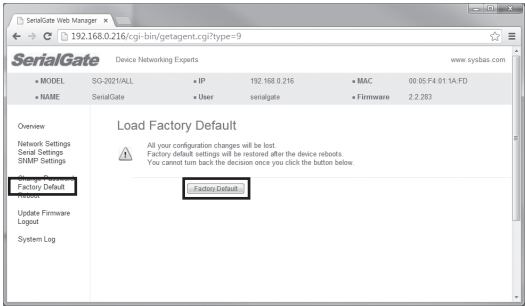 SerialGate Web Manager
192.168.0.216/cgi-bin/getagent.cgi?type=9
SerialGate Device Networking Experts www.sysbas.com
MODEL SG-2021/ALL IP 192.168.0.216 MAC 00:05:F4:01:1A:FD
NAME SerialGate User serialgate Firmware 2.2.283
Overview
Network Settings
Serial Settings
SNMP Settings
Change Password
Factory Default
Reboot
Update Firmware
Logout
System Log
Load Factory Default
All your configuration changes will be lost.
Factory default settings will be restored after the device reboots.
You cannot turn back the decision once you click the button below.
Factory Default